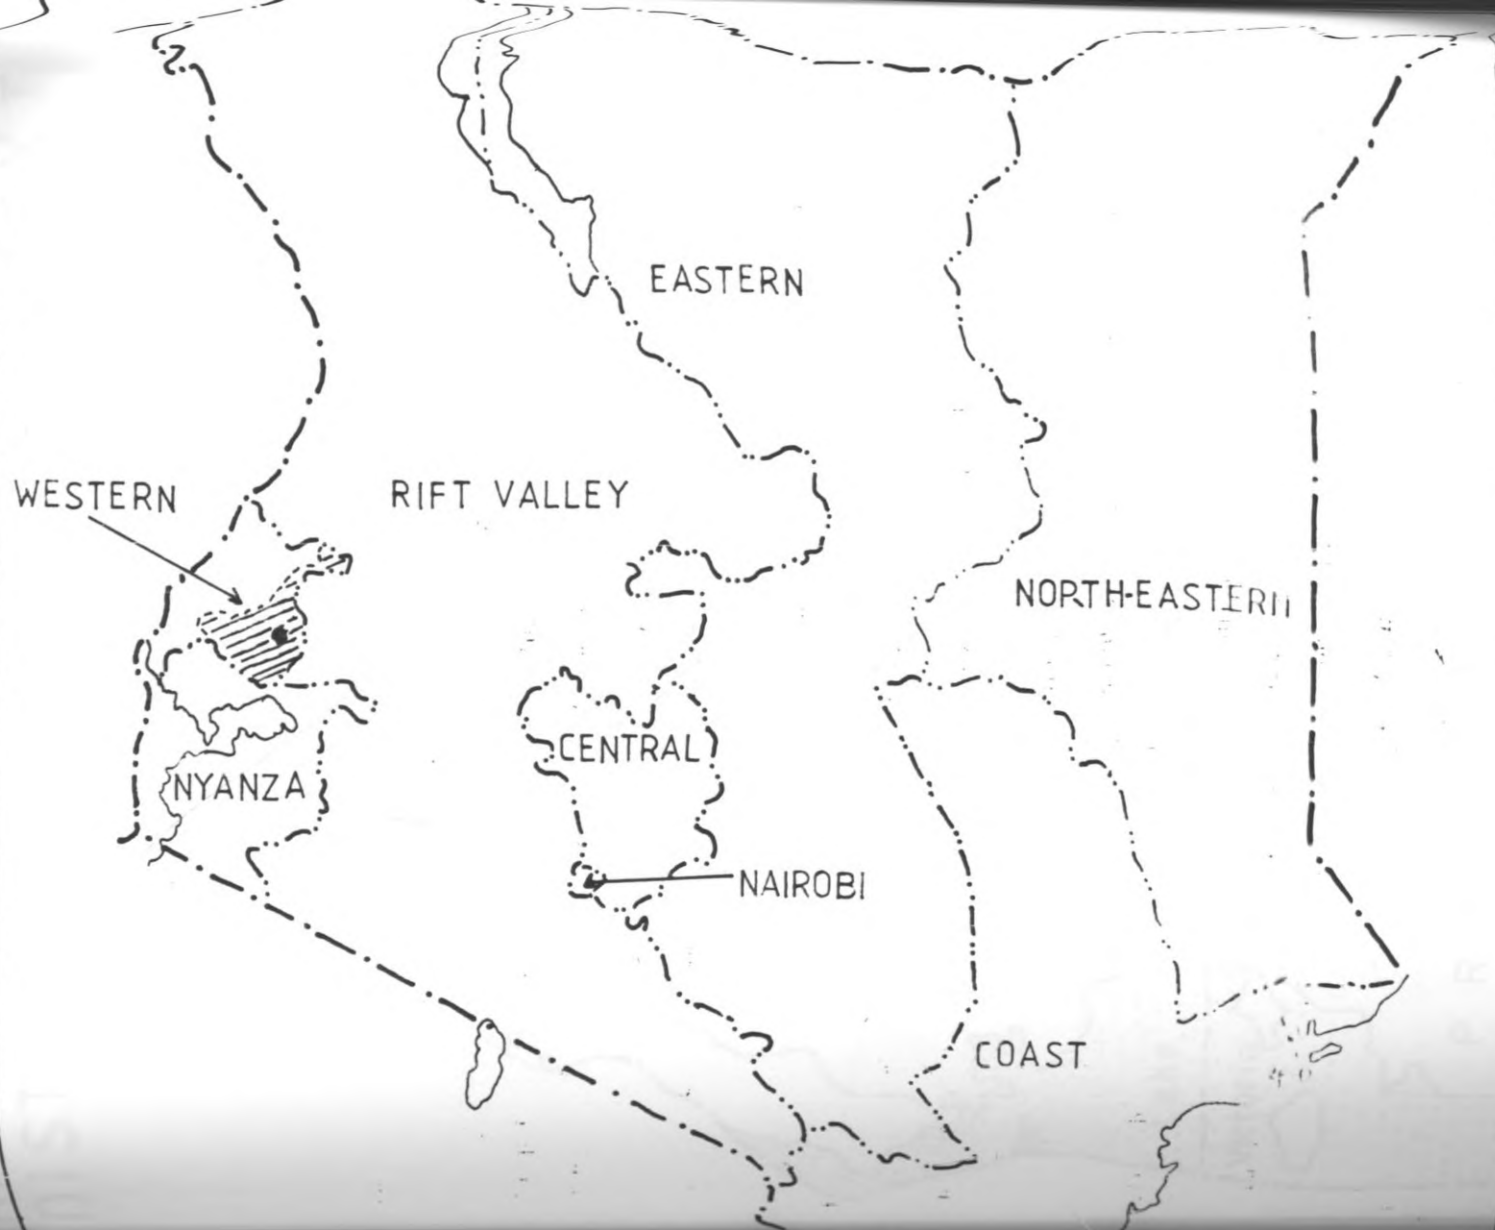 EASTERN
WESTERN
RIFT VALLEY
NORTH-EASTERN
CENTRAL
NYANZA
NAIROBI
COAST